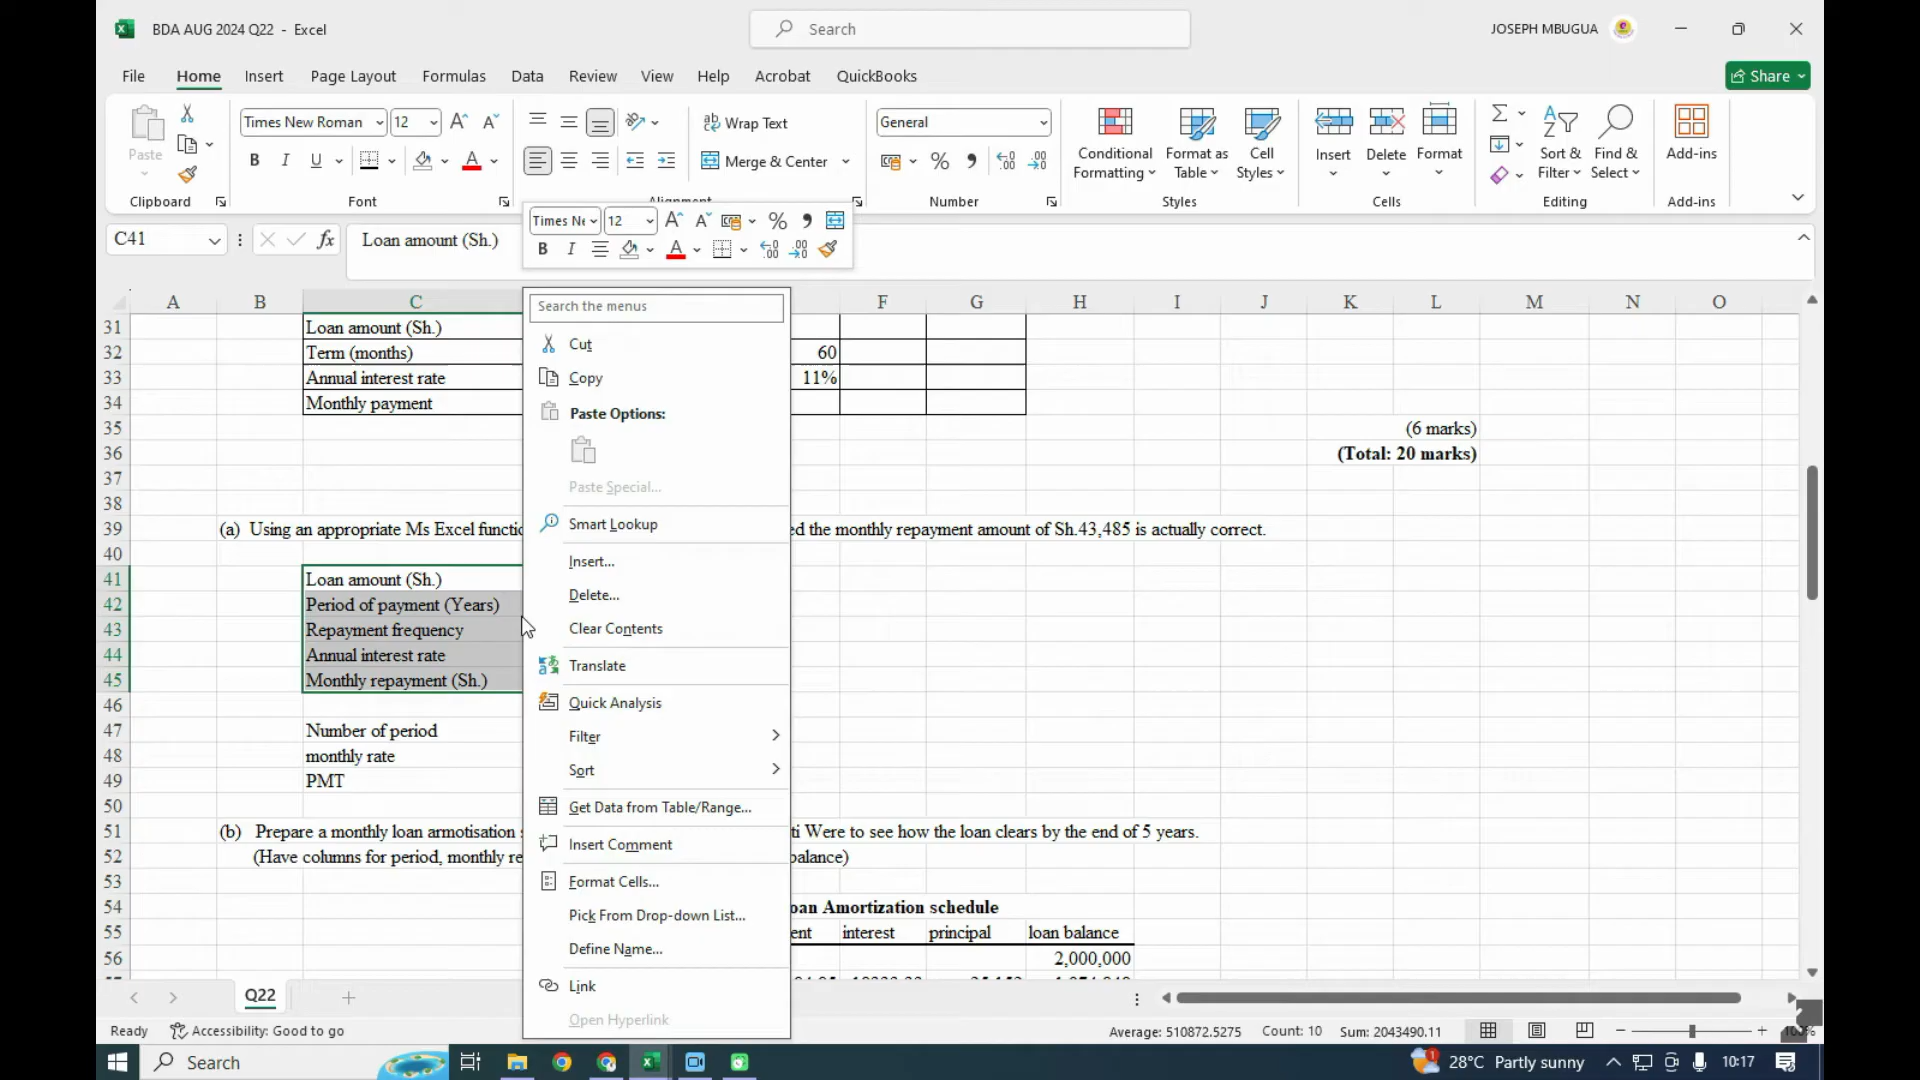 BDA AUG 2024 Q22 - Excel
Search
JOSEPH MBUGUA
File Home Insert Page Layout Formulas Data Review View Help Acrobat QuickBooks
Share
Times New Roman 12
Wrap Text
General
Paste
Merge & Center
Conditional Formatting
Format as Table
Cell Styles
Insert Delete Format
Sort & Filter
Find & Select
Add-ins
Clipboard Font Number Styles Cells Editing Add-ins
C41
Loan amount (Sh.)
12
A B C F G H I J K L M N O
31 Loan amount (Sh.)
32 Term (months) 60
33 Annual interest rate 11%
34 Monthly payment
35 (6 marks)
36 (Total: 20 marks)
37
38
39 (a) Using an appropriate Ms Excel the monthly repayment amount of Sh.43,485 is actually correct.
40
41 Loan amount (Sh.)
42 Period of payment (Years)
43 Repayment frequency
44 Annual interest rate
45 Monthly repayment (Sh.)
46
47 Number of period
48 monthly rate
49 PMT
50
51 (b) Prepare a monthly loan armotisation Were to see how the loan clears by the end of 5 years.
52 (Have columns for period, monthly
53
54 Amortization schedule
55 interest principal loan balance
56 2,000,000
Search the menus
Cut
Copy
Paste Options:
Paste Special...
Smart Lookup
Insert...
Delete...
Clear Contents
Translate
Quick Analysis
Filter
Sort
Get Data from Table/Range...
Insert Comment
Format Cells...
Pick From Drop-down List...
Define Name...
Link
Open Hyperlink
Q22
Ready Accessibility: Good to go
Average: 510872.5275 Count: 10 Sum: 2043490.11
Search
28°C Partly sunny
10:17